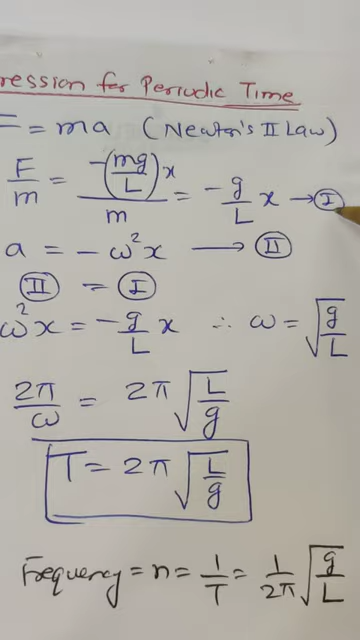 ression for Periodic Time
F = ma (Newton's II Law)
F/m = -(mg/L)x / m = -g/L x → (I)
a = -ω²x → (II)
(II) = (I)
ω²x = -g/L x ∴ ω = √(g/L)
2π/ω = 2π √(L/g)
T = 2π √(L/g)
Frequency = n = 1/T = 1/2π √(g/L)